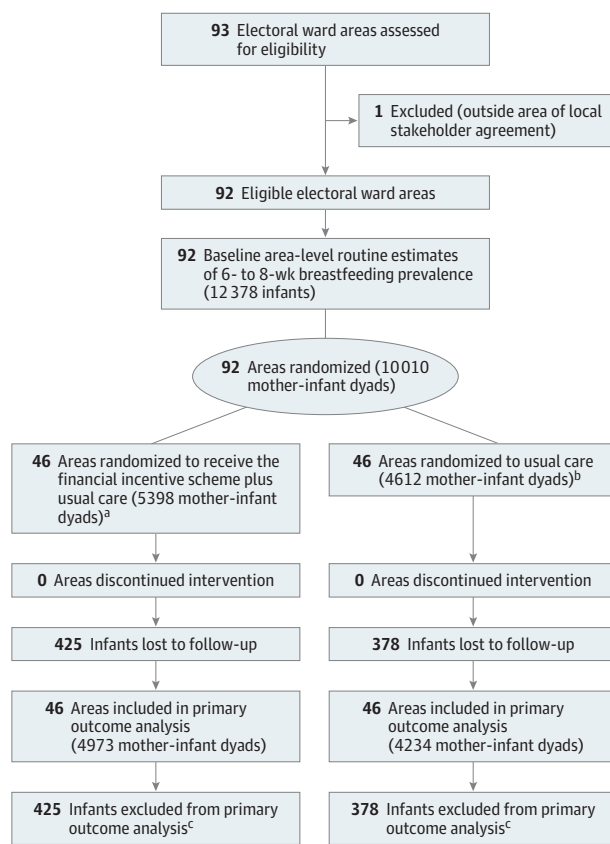 93 Electoral ward areas assessed
for eligibility
1 Excluded (outside area of local
stakeholder agreement)
92 Eligible electoral ward areas
92 Baseline area-level routine estimates
of 6- to 8-wk breastfeeding prevalence
(12 378 infants)
92 Areas randomized (10 010
mother-infant dyads)
46 Areas randomized to receive the
financial incentive scheme plus
usual care (5398 mother-infant
dyads)a
46 Areas randomized to usual care
(4612 mother-infant dyads)b
0 Areas discontinued intervention
0 Areas discontinued intervention
425 Infants lost to follow-up
378 Infants lost to follow-up
46 Areas included in primary
outcome analysis
(4973 mother-infant dyads)
46 Areas included in primary
outcome analysis
(4234 mother-infant dyads)
425 Infants excluded from primary
outcome analysisc
378 Infants excluded from primary
outcome analysisc